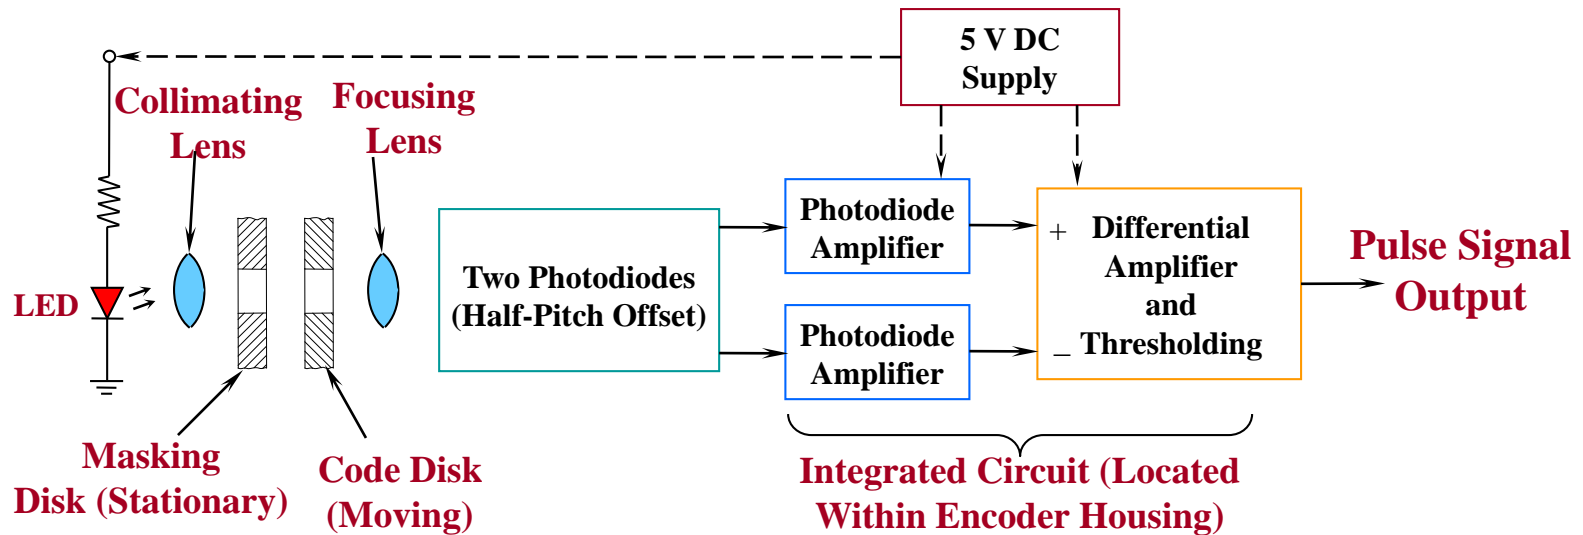 5 V DC
Supply
Collimating
Lens
Focusing
Lens
LED
Two Photodiodes
(Half-Pitch Offset)
Photodiode
Amplifier
Photodiode
Amplifier
+
−
Differential
Amplifier
and
Thresholding
Pulse Signal
Output
Masking
Disk (Stationary)
Code Disk
(Moving)
Integrated Circuit (Located
Within Encoder Housing)